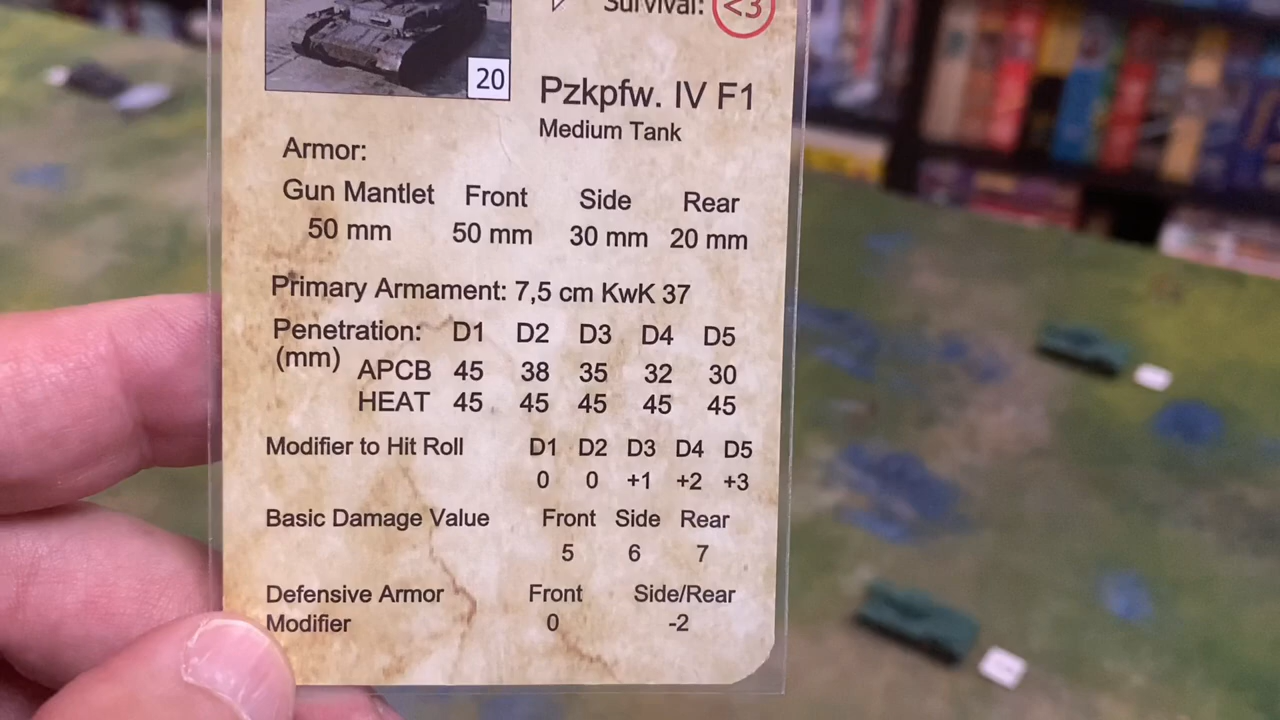 Survival: <3
20
Pzkpfw. IV F1
Medium Tank
Armor:
Gun Mantlet Front Side Rear
50 mm 50 mm 30 mm 20 mm
Primary Armament: 7,5 cm KwK 37
Penetration: D1 D2 D3 D4 D5
(mm)
APCB 45 38 35 32 30
HEAT 45 45 45 45 45
Modifier to Hit Roll D1 D2 D3 D4 D5
0 0 +1 +2 +3
Basic Damage Value Front Side Rear
5 6 7
Defensive Armor Front Side/Rear
Modifier 0 -2